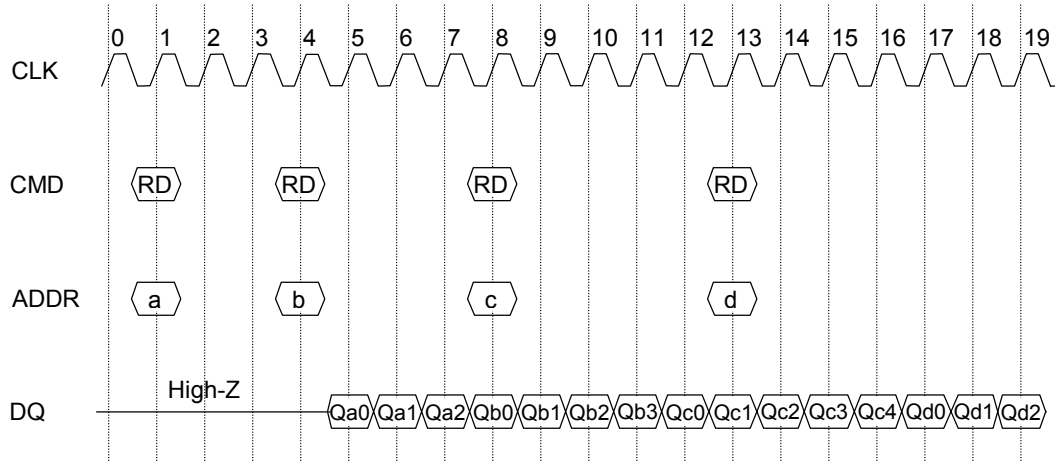 0 1 2 3 4 5 6 7 8 9 10 11 12 13 14 15 16 17 18 19
CLK
CMD RD RD RD RD
ADDR a b c d
High-Z
DQ Qa0 Qa1 Qa2 Qb0 Qb1 Qb2 Qb3 Qc0 Qc1 Qc2 Qc3 Qc4 Qd0 Qd1 Qd2